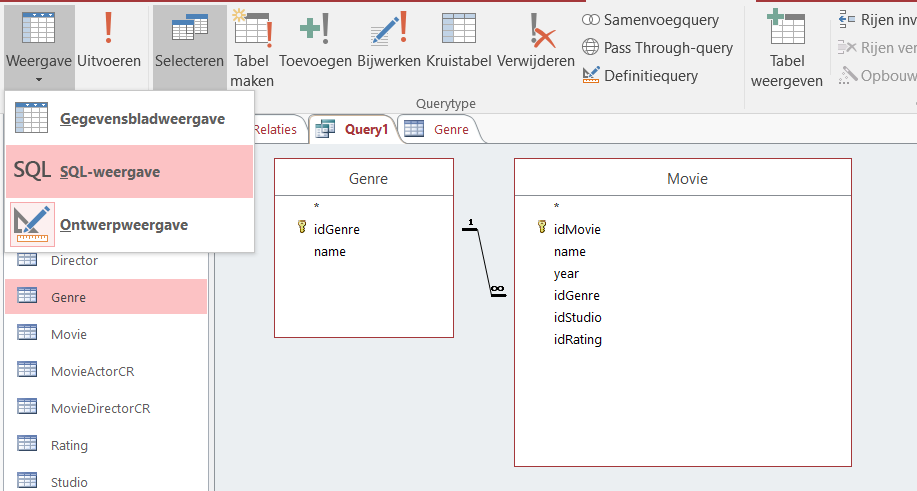 Weergave
Uitvoeren
Selecteren
Tabel
maken
Toevoegen
Bijwerken
Kruistabel
Verwijderen
Samenvoegquery
Pass Through-query
Definitiequery
Tabel
weergeven
Rijen inv
Rijen ver
Opbouw
Querytype
Gegevensbladweergave
SQL SQL-weergave
Ontwerpweergave
Relaties
Query1
Genre
Director
Genre
Movie
MovieActorCR
MovieDirectorCR
Rating
Studio
Genre
*
idGenre
name
1
∞
Movie
*
idMovie
name
year
idGenre
idStudio
idRating